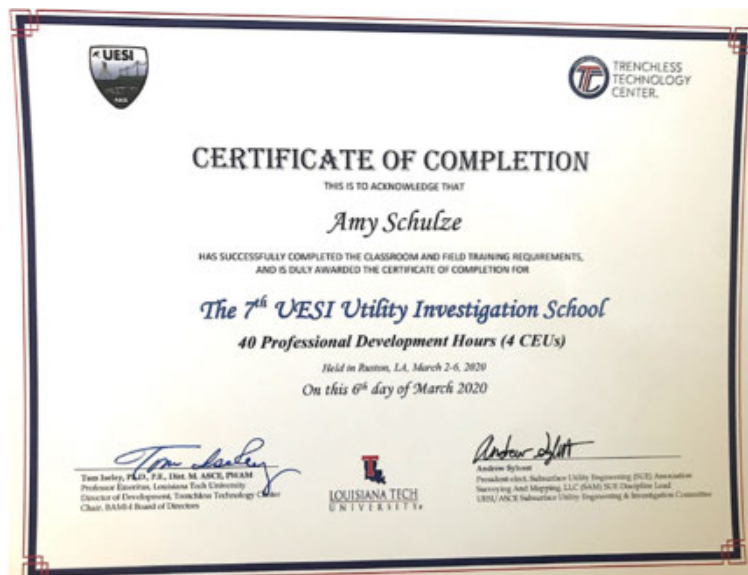 UESI
TRENCHLESS
TECHNOLOGY
CENTER.
CERTIFICATE OF COMPLETION
THIS IS TO ACKNOWLEDGE THAT
Amy Schulze
HAS SUCCESSFULLY COMPLETED THE CLASSROOM AND FIELD TRAINING REQUIREMENTS,
AND IS DULY AWARDED THE CERTIFICATE OF COMPLETION FOR
The 7th UESI Utility Investigation School
40 Professional Development Hours (4 CEUs)
Held in Ruston, LA, March 2-6, 2020
On this 6th day of March 2020
Tom Iseley
Tom Iseley, Ph.D., P.E., Dist. M. ASCE, PWAM
Professor Emeritus, Louisiana Tech University
Director of Development, Trenchless Technology Center
Chair, BAMI-I Board of Directors
LOUISIANA TECH
UNIVERSITY®
Andrew Sylvest
Andrew Sylvest
President-elect, Subsurface Utility Engineering (SUE) Association
Surveying And Mapping, LLC (SAM) SUE Discipline Lead
UESI/ASCE Subsurface Utility Engineering & Investigation Committee